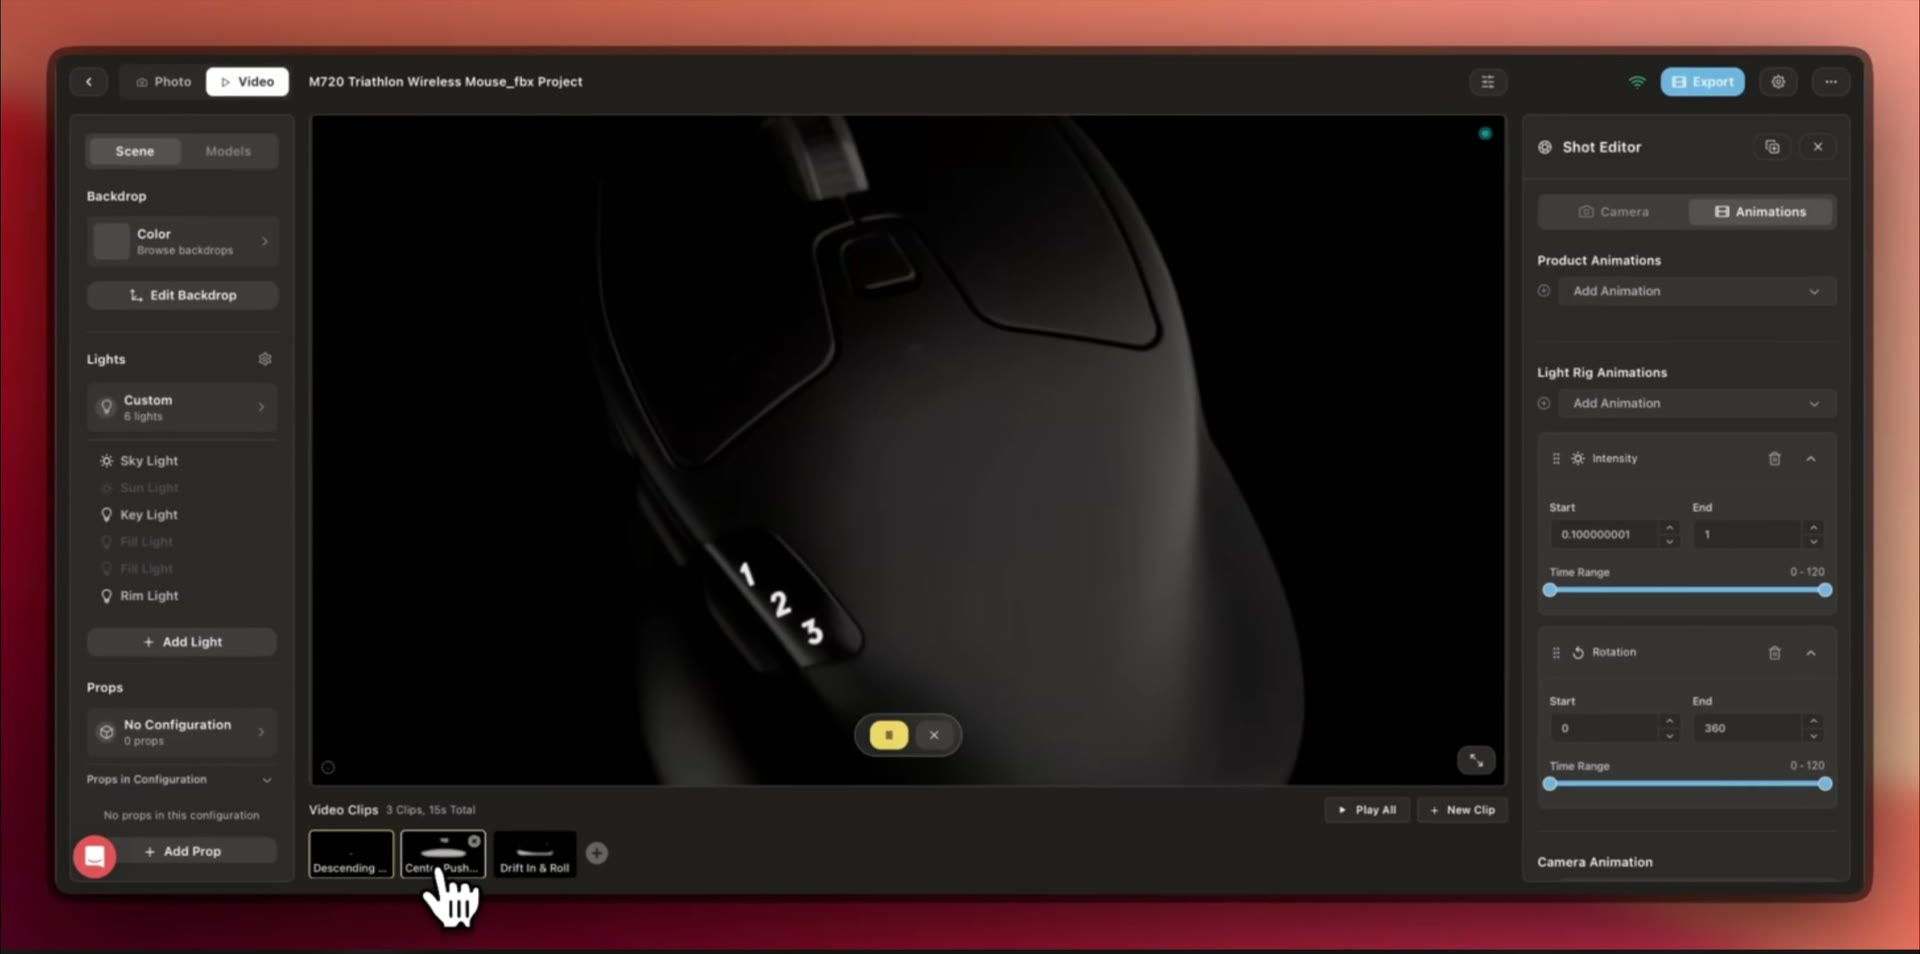 Photo
Video
M720 Triathlon Wireless Mouse_fbx Project
Export
Scene
Models
Backdrop
Color
Browse backdrops
Edit Backdrop
Lights
Custom
6 lights
Sky Light
Sun Light
Key Light
Fill Light
Fill Light
Rim Light
+ Add Light
Props
No Configuration
0 props
Props in Configuration
No props in this configuration
+ Add Prop
1
2
3
Video Clips 3 Clips, 15s Total
Play All
+ New Clip
Descending ...
Push...
Drift In & Roll
Shot Editor
Camera
Animations
Product Animations
Add Animation
Light Rig Animations
Add Animation
Intensity
Start
End
0.100000001
1
Time Range
0 - 120
Rotation
Start
End
0
360
Time Range
0 - 120
Camera Animation